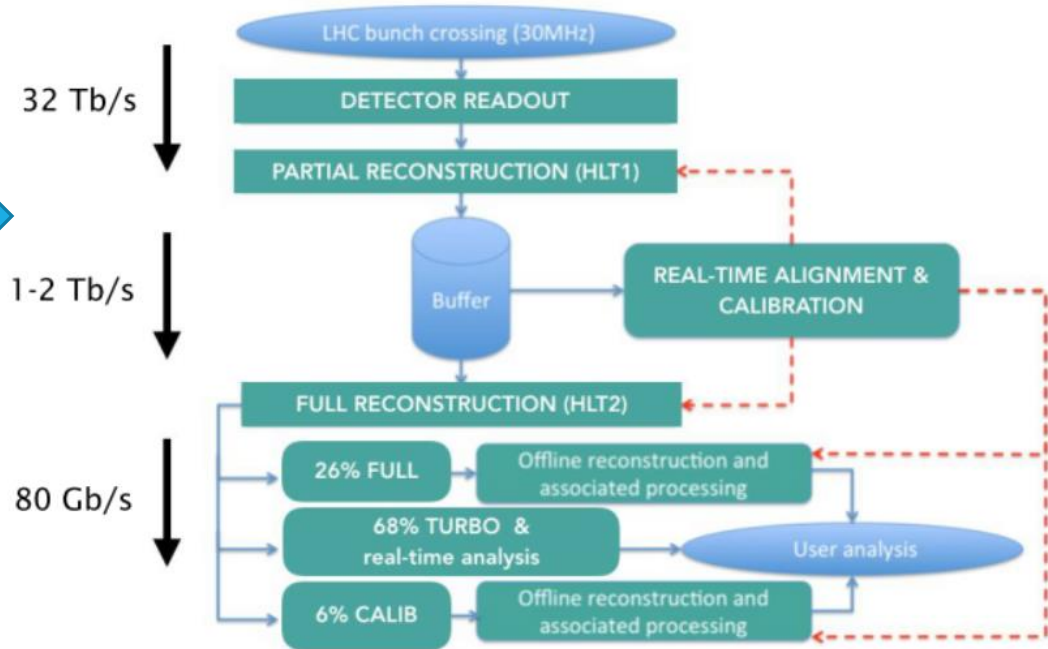 LHC bunch crossing (30MHz)
32 Tb/s
DETECTOR READOUT
PARTIAL RECONSTRUCTION (HLT1)
1-2 Tb/s
Buffer
REAL-TIME ALIGNMENT &
CALIBRATION
FULL RECONSTRUCTION (HLT2)
80 Gb/s
26% FULL
Offline reconstruction and
associated processing
68% TURBO &
real-time analysis
User analysis
6% CALIB
Offline reconstruction and
associated processing